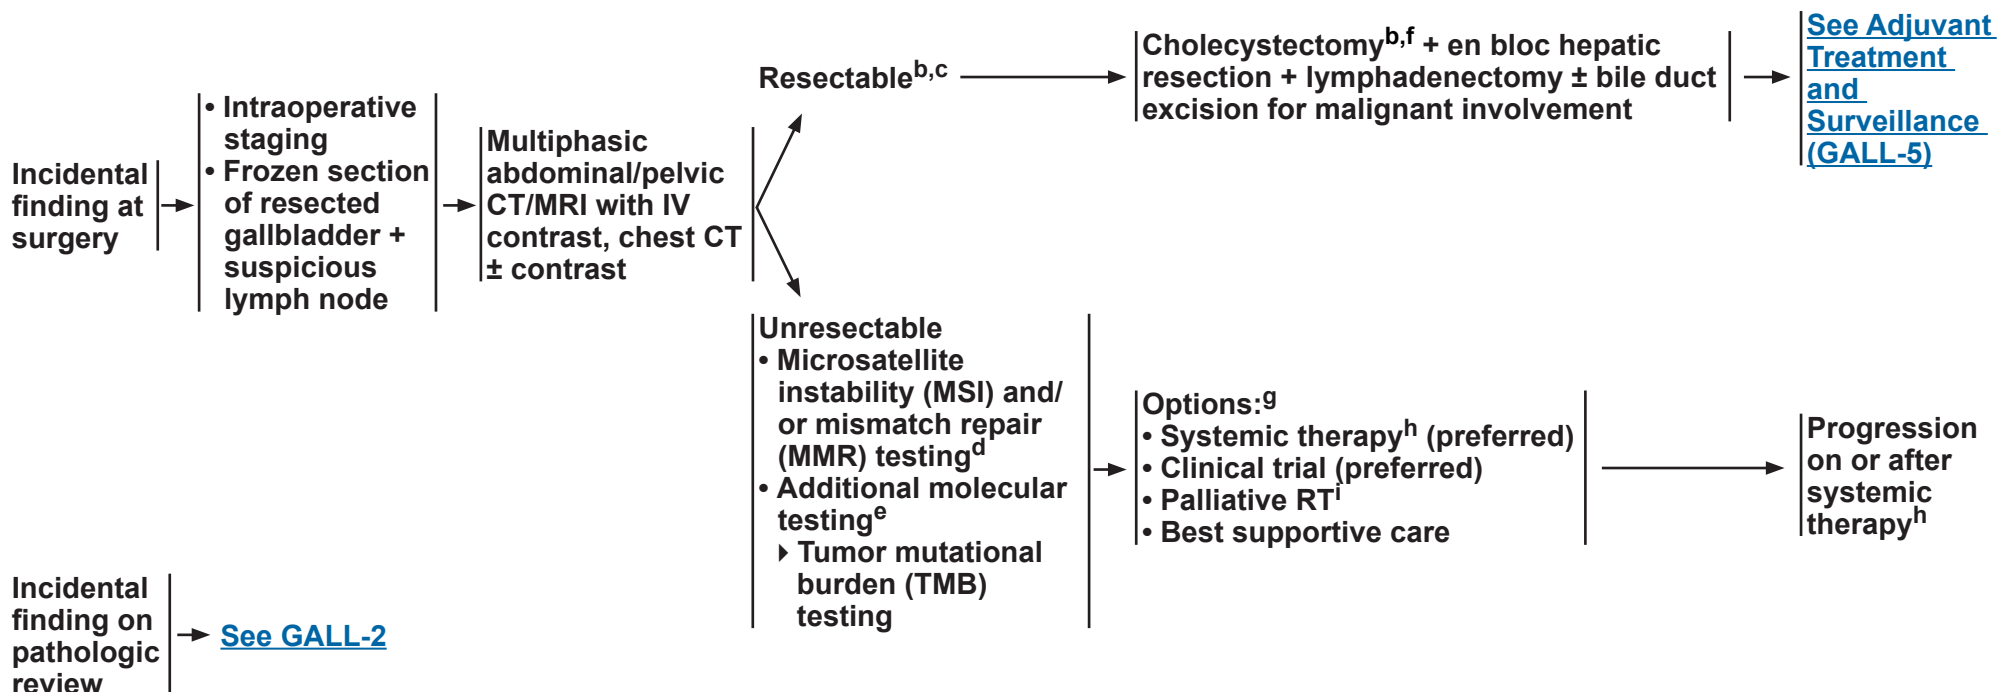 Incidental
finding at
surgery
• Intraoperative
staging
• Frozen section
of resected
gallbladder +
suspicious
lymph node
Multiphasic
abdominal/pelvic
CT/MRI with IV
contrast, chest CT
± contrast
Resectableb,c
Cholecystectomyb,f + en bloc hepatic
resection + lymphadenectomy ± bile duct
excision for malignant involvement
See Adjuvant
Treatment
and
Surveillance
(GALL-5)
Unresectable
• Microsatellite
instability (MSI) and/
or mismatch repair
(MMR) testingd
• Additional molecular
testinge
‣ Tumor mutational
burden (TMB)
testing
Options:g
• Systemic therapyh (preferred)
• Clinical trial (preferred)
• Palliative RTi
• Best supportive care
Progression
on or after
systemic
therapyh
Incidental
finding on
pathologic
review
See GALL-2